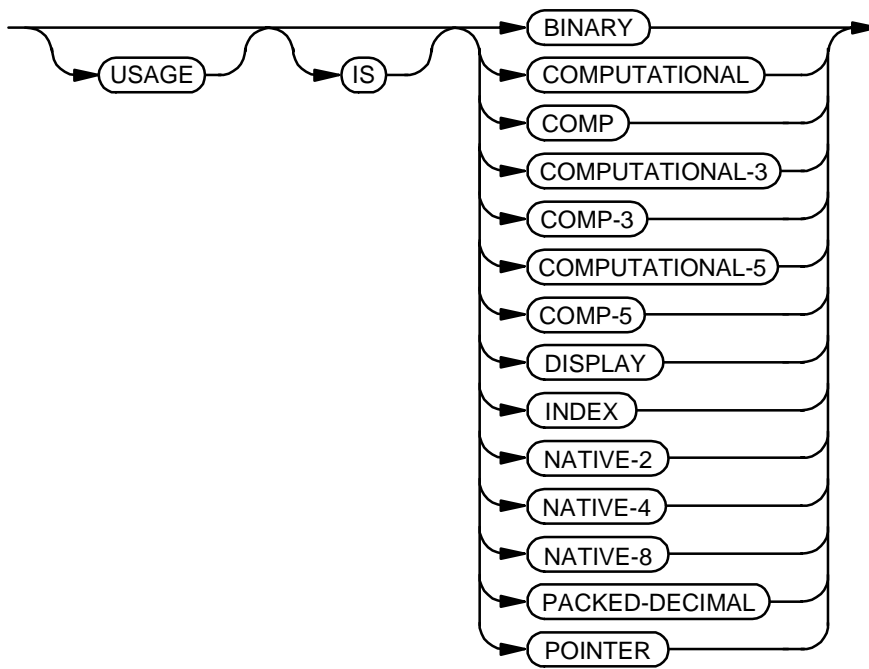 BINARY
USAGE
IS
COMPUTATIONAL
COMP
COMPUTATIONAL-3
COMP-3
COMPUTATIONAL-5
COMP-5
DISPLAY
INDEX
NATIVE-2
NATIVE-4
NATIVE-8
PACKED-DECIMAL
POINTER